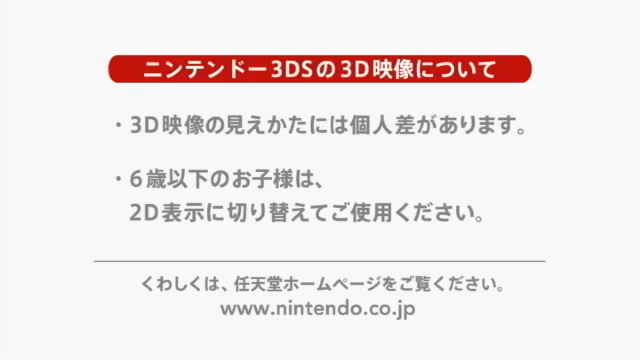 ニンテンドー3DSの3D映像について
・3D映像の見えかたには個人差があります。
・6歳以下のお子様は、
2D表示に切り替えてご使用ください。
くわしくは、任天堂ホームページをご覧ください。
www.nintendo.co.jp